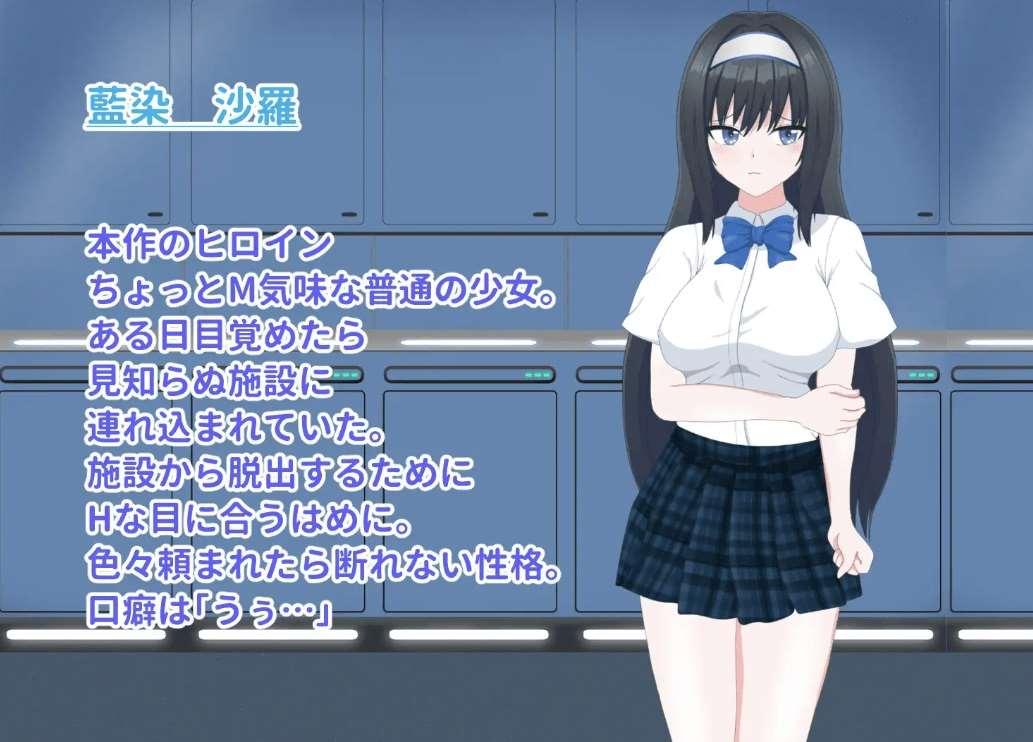 藍染　沙羅
本作のヒロイン
ちょっとM気味な普通の少女。
ある日目覚めたら
見知らぬ施設に
連れ込まれていた。
施設から脱出するために
Hな目に合うはめに。
色々頼まれたら断れない性格。
口癖は「うぅ…」